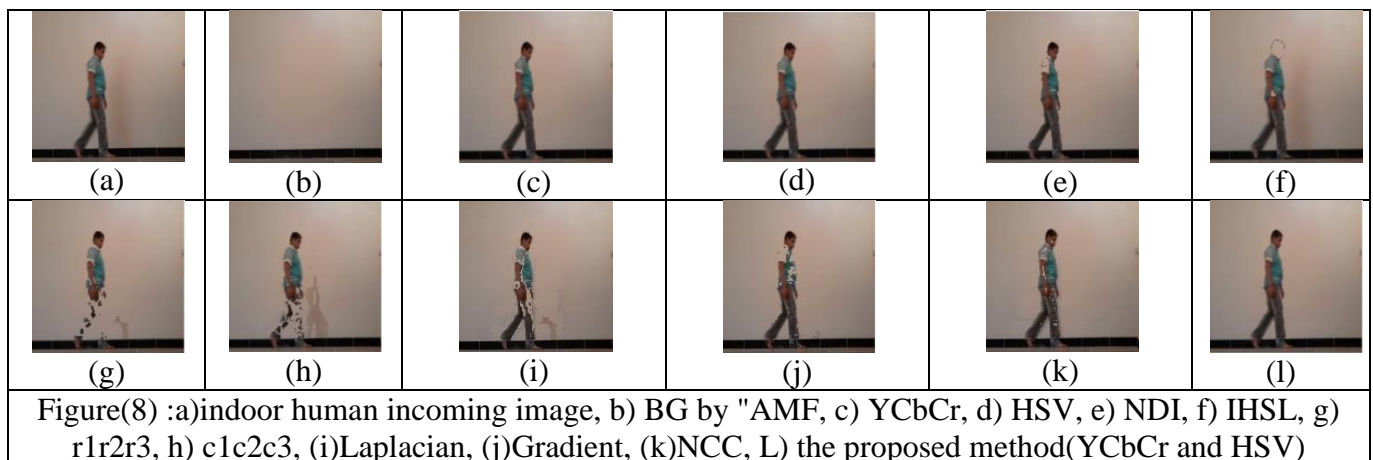 (a) (b) (c) (d) (e) (f)
(g) (h) (i) (j) (k) (l)
Figure(8) :a)indoor human incoming image, b) BG by "AMF, c) YCbCr, d) HSV, e) NDI, f) IHSL, g)
r1r2r3, h) c1c2c3, (i)Laplacian, (j)Gradient, (k)NCC, L) the proposed method(YCbCr and HSV)